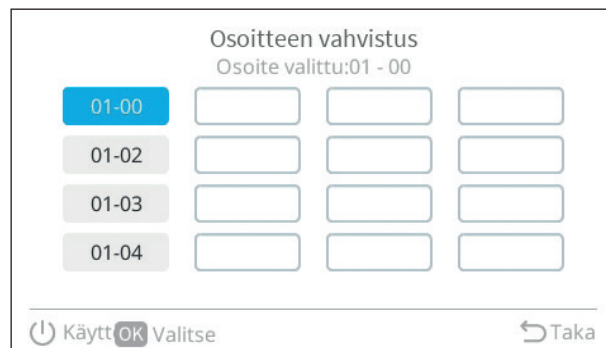 Osoitteen vahvistus
Osoite valittu:01 - 00
01-00
01-02
01-03
01-04
Käytt OK Valitse Taka